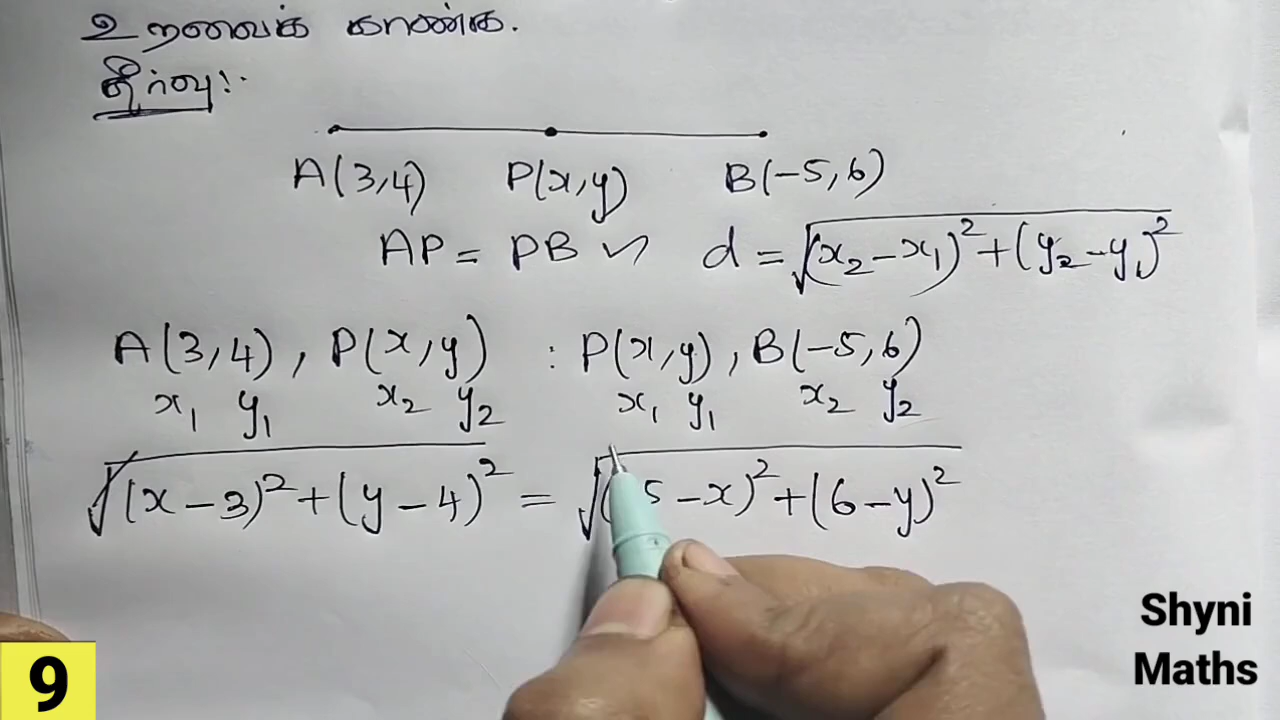 உறவைக் காண்க.
தீர்வு:-
A(3,4) P(x,y) B(-5,6)
AP = PB d = √(x₂-x₁)²+(y₂-y₁)²
A(3,4), P(x,y) : P(x,y), B(-5,6)
x₁ y₁ x₂ y₂ x₁ y₁ x₂ y₂
√(x-3)²+(y-4)² = √( 5-x)²+(6-y)²
Shyni
Maths
9